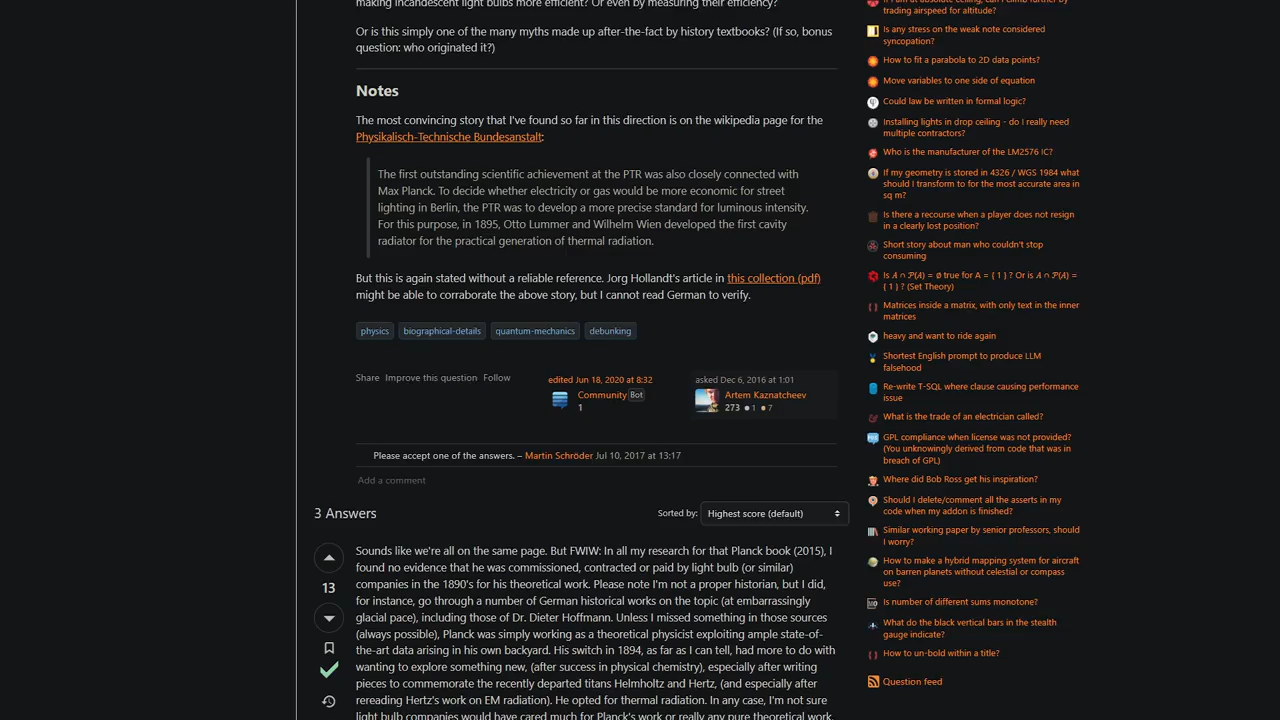 making incandescent light bulbs more efficient? Or even by measuring their efficiency?
Or is this simply one of the many myths made up after-the-fact by history textbooks? (If so, bonus
question: who originated it?)
Notes
The most convincing story that I've found so far in this direction is on the wikipedia page for the
Physikalisch-Technische Bundesanstalt:
The first outstanding scientific achievement at the PTR was also closely connected with
Max Planck. To decide whether electricity or gas would be more economic for street
lighting in Berlin, the PTR was to develop a more precise standard for luminous intensity.
For this purpose, in 1895, Otto Lummer and Wilhelm Wien developed the first cavity
radiator for the practical generation of thermal radiation.
But this is again stated without a reliable reference. Jorg Hollandt's article in this collection (pdf)
might be able to corraborate the above story, but I cannot read German to verify.
physics biographical-details quantum-mechanics debunking
Share Improve this question Follow
edited Jun 18, 2020 at 8:32
Community Bot
1
asked Dec 6, 2016 at 1:01
Artem Kaznatcheev
273 1 7
Please accept one of the answers. – Martin Schröder Jul 10, 2017 at 13:17
Add a comment
3 Answers
Sorted by: Highest score (default)
13
Sounds like we're all on the same page. But FWIW: In all my research for that Planck book (2015), I
found no evidence that he was commissioned, contracted or paid by light bulb (or similar)
companies in the 1890's for his theoretical work. Please note I'm not a proper historian, but I did,
for instance, go through a number of German historical works on the topic (at embarrassingly
glacial pace), including those of Dr. Dieter Hoffmann. Unless I missed something in those sources
(always possible), Planck was simply working as a theoretical physicist exploiting ample state-of-
the-art data arising in his own backyard. His switch in 1894, as far as I can tell, had more to do with
wanting to explore something new, (after success in physical chemistry), especially after writing
pieces to commemorate the recently departed titans Helmholtz and Hertz, (and especially after
rereading Hertz's work on EM radiation). He opted for thermal radiation. In any case, I'm not sure
light bulb companies would have cared much for Planck's work or really any pure theoretical work.
trading airspeed for altitude?
Is any stress on the weak note considered
syncopation?
How to fit a parabola to 2D data points?
Move variables to one side of equation
Could law be written in formal logic?
Installing lights in drop ceiling - do I really need
multiple contractors?
Who is the manufacturer of the LM2576 IC?
If my geometry is stored in 4326 / WGS 1984 what
should I transform to for the most accurate area in
sq m?
Is there a recourse when a player does not resign
in a clearly lost position?
Short story about man who couldn't stop
consuming
Is A ∩ P(A) = ∅ true for A = { 1 } ? Or is A ∩ P(A) =
{ 1 } ? (Set Theory)
Matrices inside a matrix, with only text in the inner
matrices
heavy and want to ride again
Shortest English prompt to produce LLM
falsehood
Re-write T-SQL where clause causing performance
issue
What is the trade of an electrician called?
GPL compliance when license was not provided?
(You unknowingly derived from code that was in
breach of GPL)
Where did Bob Ross get his inspiration?
Should I delete/comment all the asserts in my
code when my addon is finished?
Similar working paper by senior professors, should
I worry?
How to make a hybrid mapping system for aircraft
on barren planets without celestial or compass
use?
Is number of different sums monotone?
What do the black vertical bars in the stealth
gauge indicate?
How to un-bold within a title?
Question feed